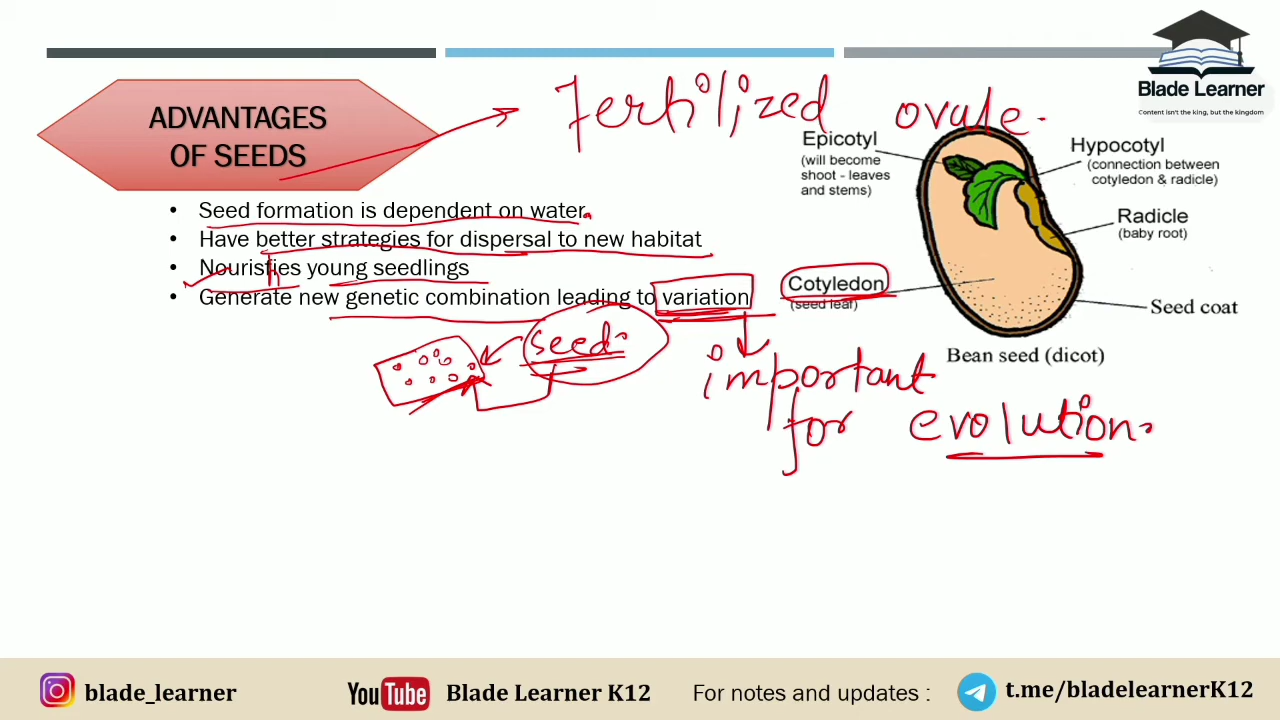 Blade Learner
Content isn't the king, but the kingdom
ADVANTAGES
OF SEEDS
Fertilized ovule.
• Seed formation is dependent on water.
• Have better strategies for dispersal to new habitat
• Nourisfies young seedlings
h
• Generate new genetic combination leading to variation
seed.
important
for evolution.
Epicotyl
(will become
shoot - leaves
and stems)
Hypocotyl
(connection between
cotyledon & radicle)
Radicle
(baby root)
Cotyledon
(seed leaf)
Seed coat
Bean seed (dicot)
blade_learner
YouTube Blade Learner K12
For notes and updates :
t.me/bladelearnerK12